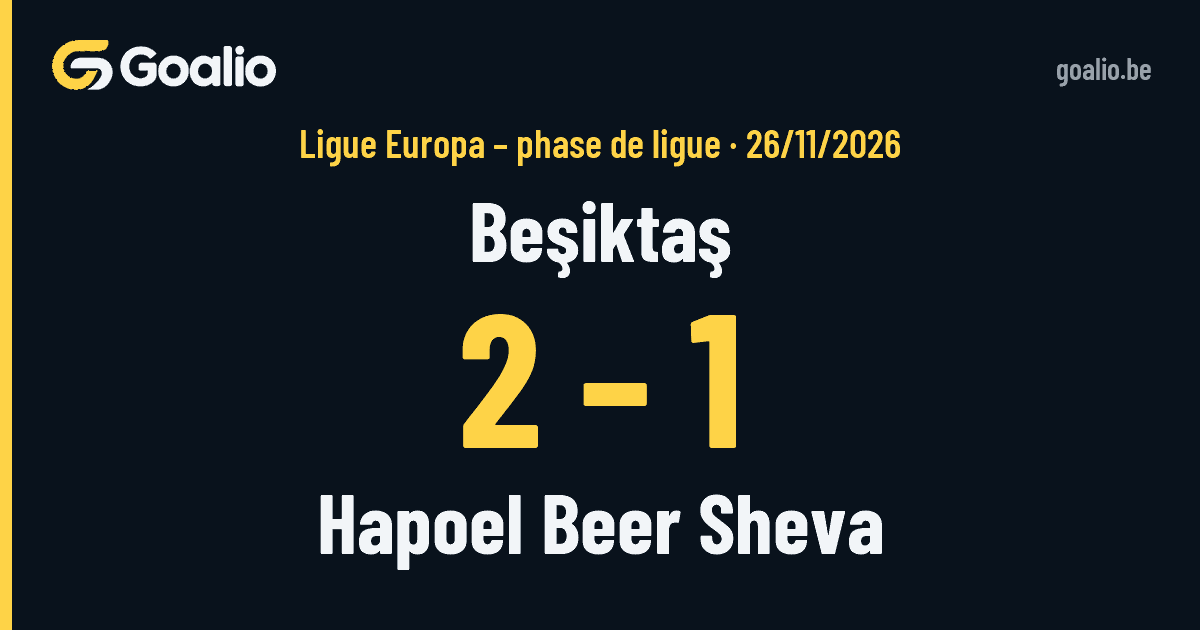 Goalio
goalio.be
Ligue Europa – phase de ligue · 26/11/2026
Beşiktaş
2 – 1
Hapoel Beer Sheva